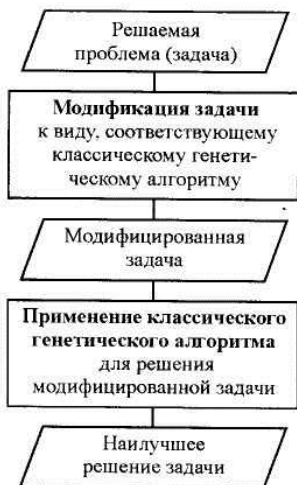 Решаемая
проблема (задача)
Модификация задачи
к виду, соответствующему
классическому генети-
ческому алгоритму
Модифицированная
задача
Применение классического
генетического алгоритма
для решения
модифицированной задачи
Наилучшее
решение задачи